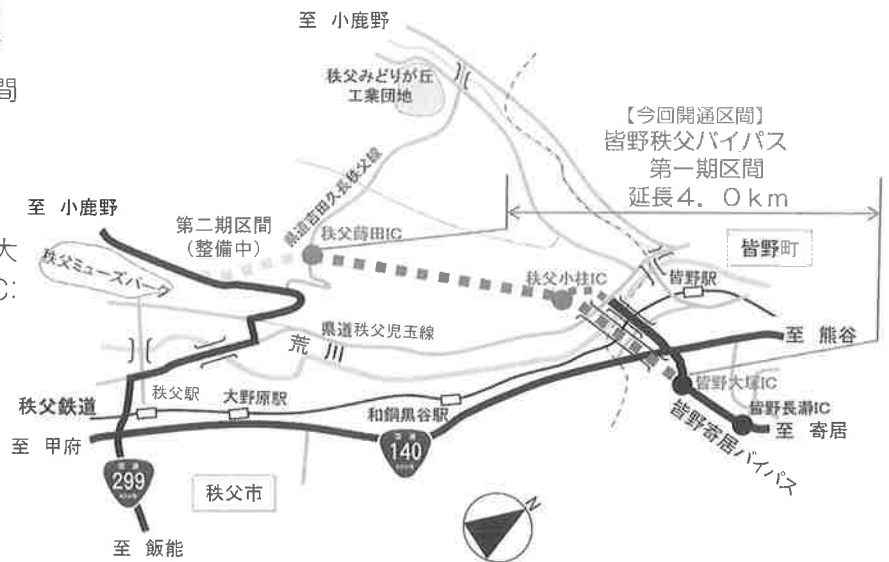 至 小鹿野
間
秩父みどりが丘
工業団地
【今回開通区間】
皆野秩父バイパス
第一期区間
延長4．0km
至 小鹿野
第二期区間
(整備中)
県道吉田久長秩父線
秩父蒔田IC
大
C:
秩父ミューズパーク
秩父小柱IC
皆野駅
皆野町
県道秩父児玉線
荒
川
至 熊谷
秩父駅
大野原駅
和銅黒谷駅
皆野大塚IC
秩父鉄道
皆野長瀞IC
至 寄居
皆野寄居バイパス
至 甲府
140
299
秩父市
N
至 飯能